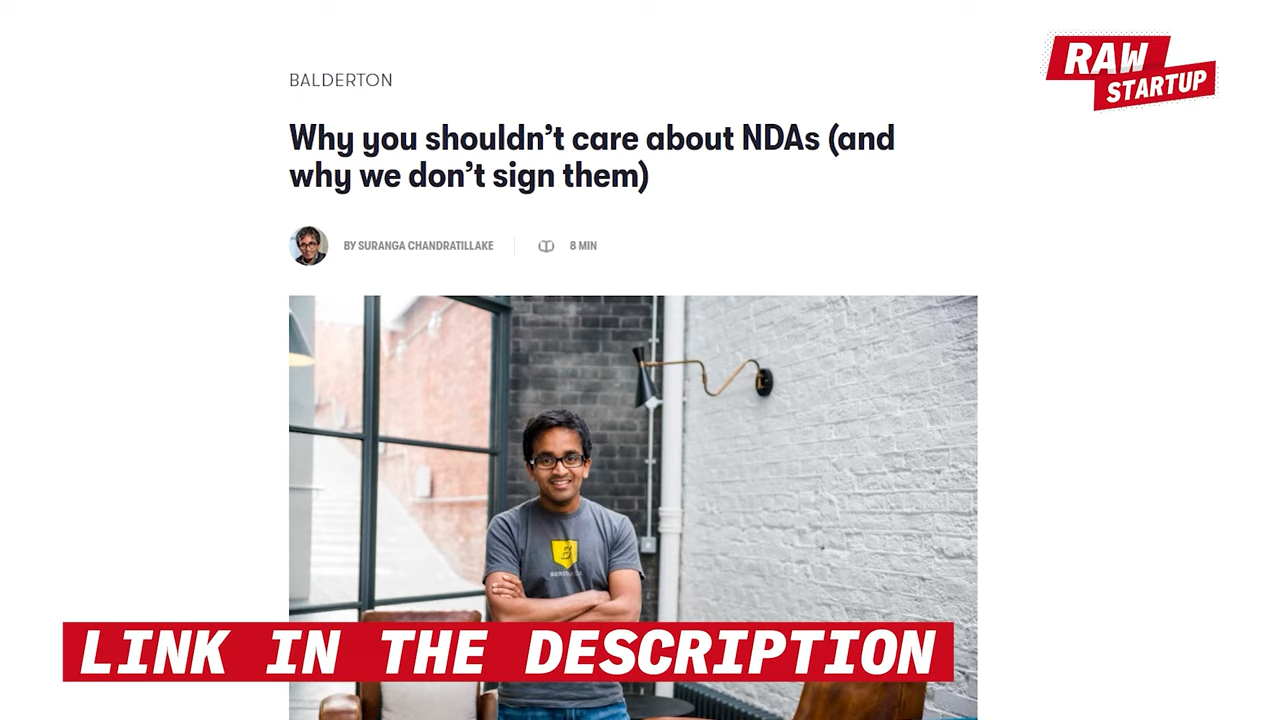 RAW
STARTUP
BALDERTON
Why you shouldn’t care about NDAs (and
why we don’t sign them)
BY SURANGA CHANDRATILLAKE
8 MIN
LINK IN THE DESCRIPTION